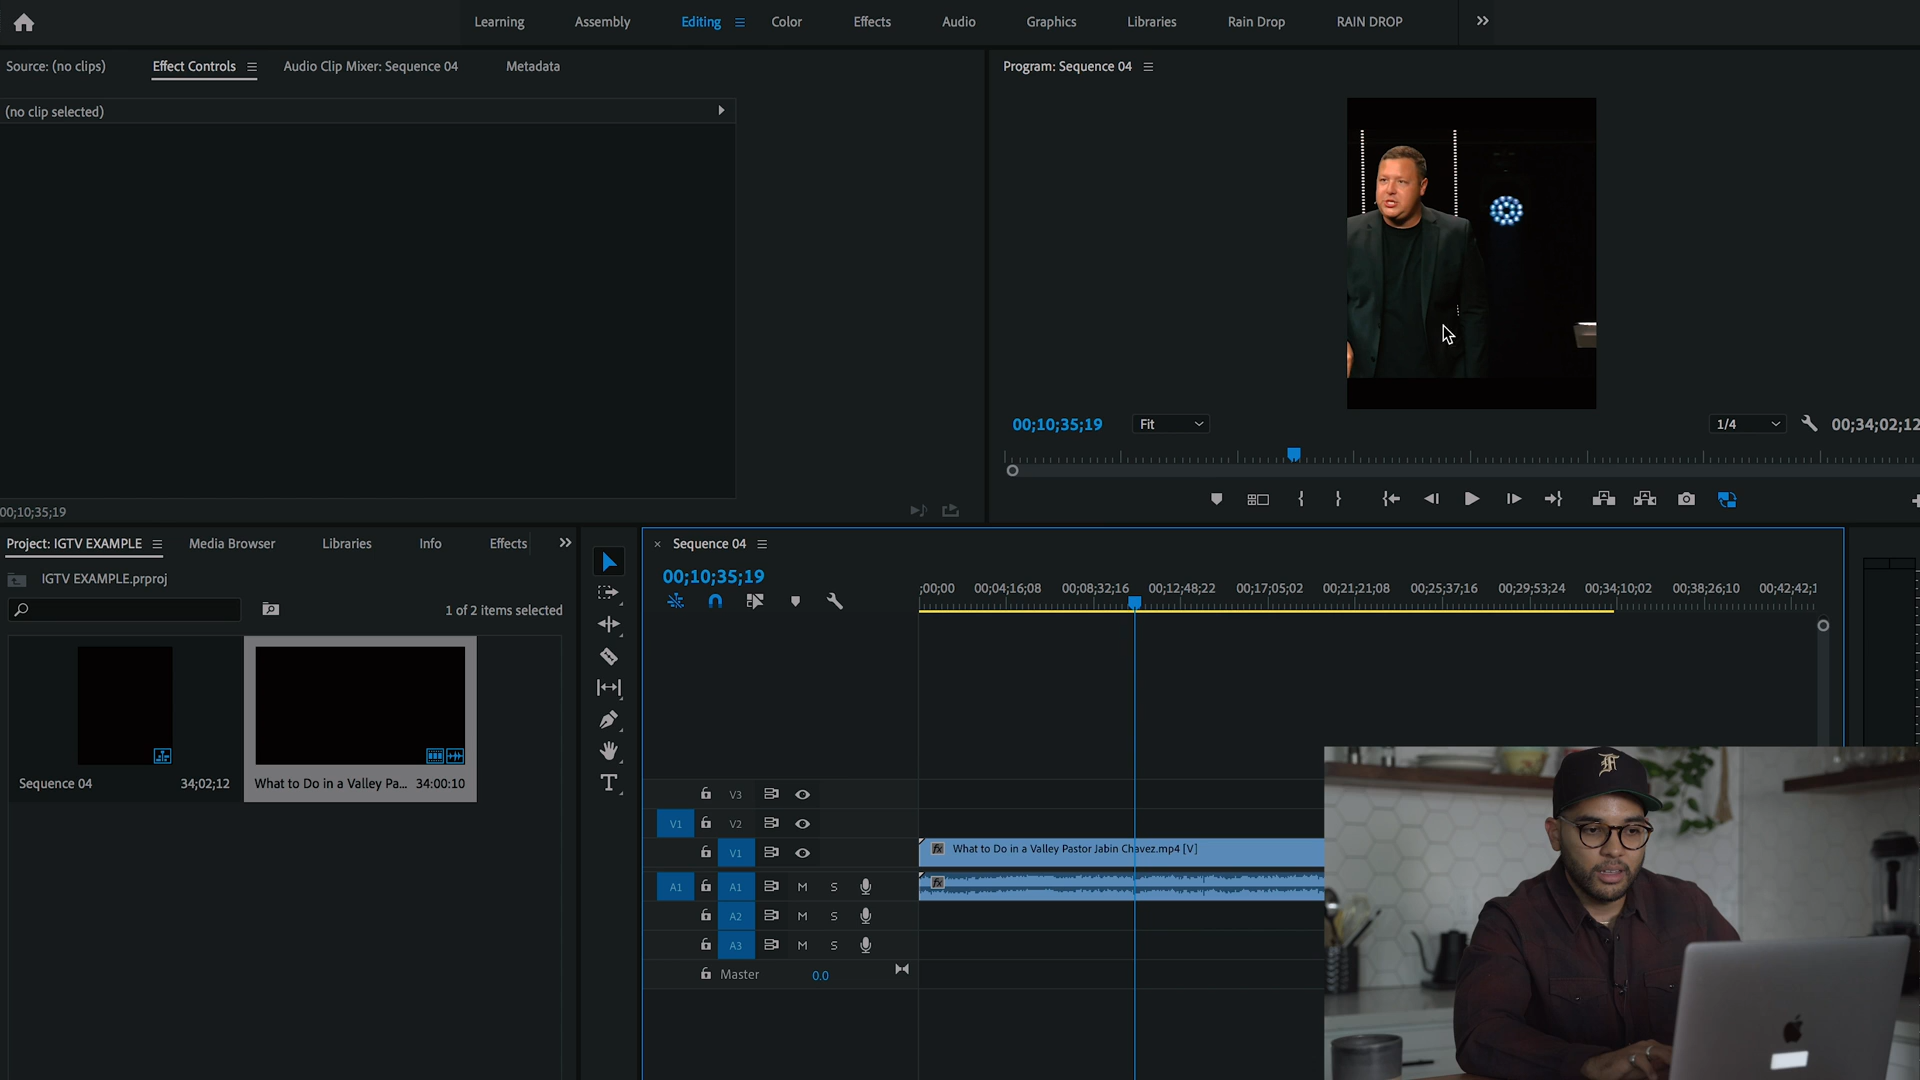 Learning Assembly Editing Color Effects Audio Graphics Libraries Rain Drop RAIN DROP
Source: (no clips) Effect Controls Audio Clip Mixer: Sequence 04 Metadata
Program: Sequence 04
(no clip selected)
00;10;35;19 Fit 1/4 00;34;02;12
00;10;35;19
Project: IGTV EXAMPLE Media Browser Libraries Info Effects
IGTV EXAMPLE.prproj
1 of 2 items selected
Sequence 04 34;02;12
What to Do in a Valley Pa... 34:00:10
Sequence 04
00;10;35;19
;00;00 00;04;16;08 00;08;32;16 00;12;48;22 00;17;05;02 00;21;21;08 00;25;37;16 00;29;53;24 00;34;10;02 00;38;26;10 00;42;42;1
V3
V1 V2
V1 fx What to Do in a Valley Pastor Jabin Chavez.mp4 [V]
A1 A1 M S fx
A2 M S
A3 M S
Master 0.0